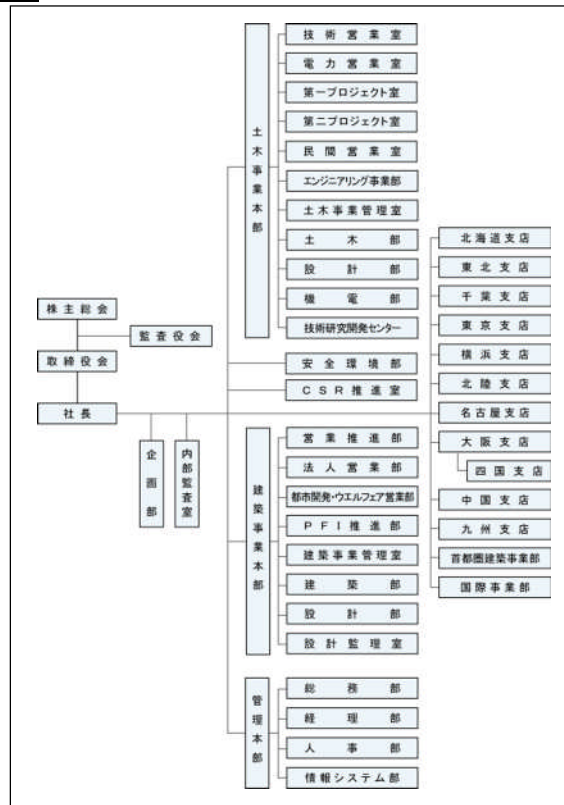 株主総会
監査役会
取締役会
社長
企画部
内部監査室
土木事業本部
技術営業室
電力営業室
第一プロジェクト室
第二プロジェクト室
民間営業室
エンジニアリング事業部
土木事業管理室
土木部
設計部
機電部
技術研究開発センター
安全環境部
CSR推進室
建築事業本部
営業推進部
法人営業部
都市開発・ウエルフェア営業部
PFI推進部
建築事業管理室
建築部
設計部
設計監理室
管理本部
総務部
経理部
人事部
情報システム部
北海道支店
東北支店
千葉支店
東京支店
横浜支店
北陸支店
名古屋支店
大阪支店
四国支店
中国支店
九州支店
首都圏建築事業部
国際事業部